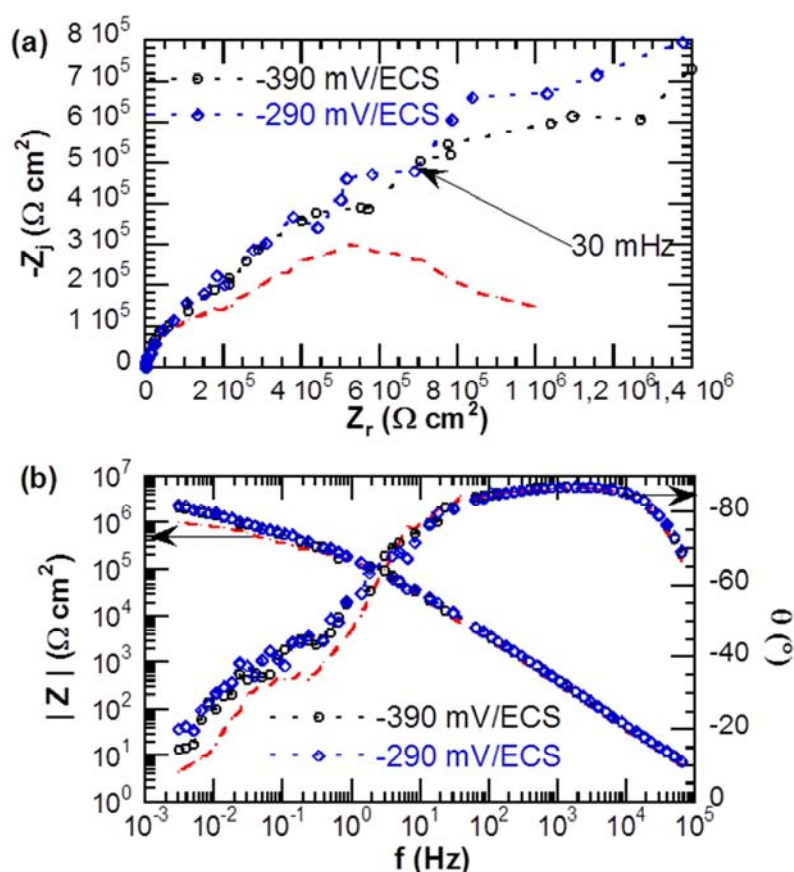 (a)
8 10⁵
7 10⁵
6 10⁵
5 10⁵
4 10⁵
3 10⁵
2 10⁵
1 10⁵
0
-Zⱼ (Ω cm²)
-390 mV/ECS
-290 mV/ECS
30 mHz
0 2 10⁵ 4 10⁵ 6 10⁵ 8 10⁵ 1 10⁶ 1,2 10⁶ 1,4 10⁶
Zᵣ (Ω cm²)
(b)
10⁷
10⁶
10⁵
10⁴
10³
10²
10¹
10⁰
| Z | (Ω cm²)
-390 mV/ECS
-290 mV/ECS
-80
-60
-40
-20
0
θ (°)
10⁻³ 10⁻² 10⁻¹ 10⁰ 10¹ 10² 10³ 10⁴ 10⁵
f (Hz)